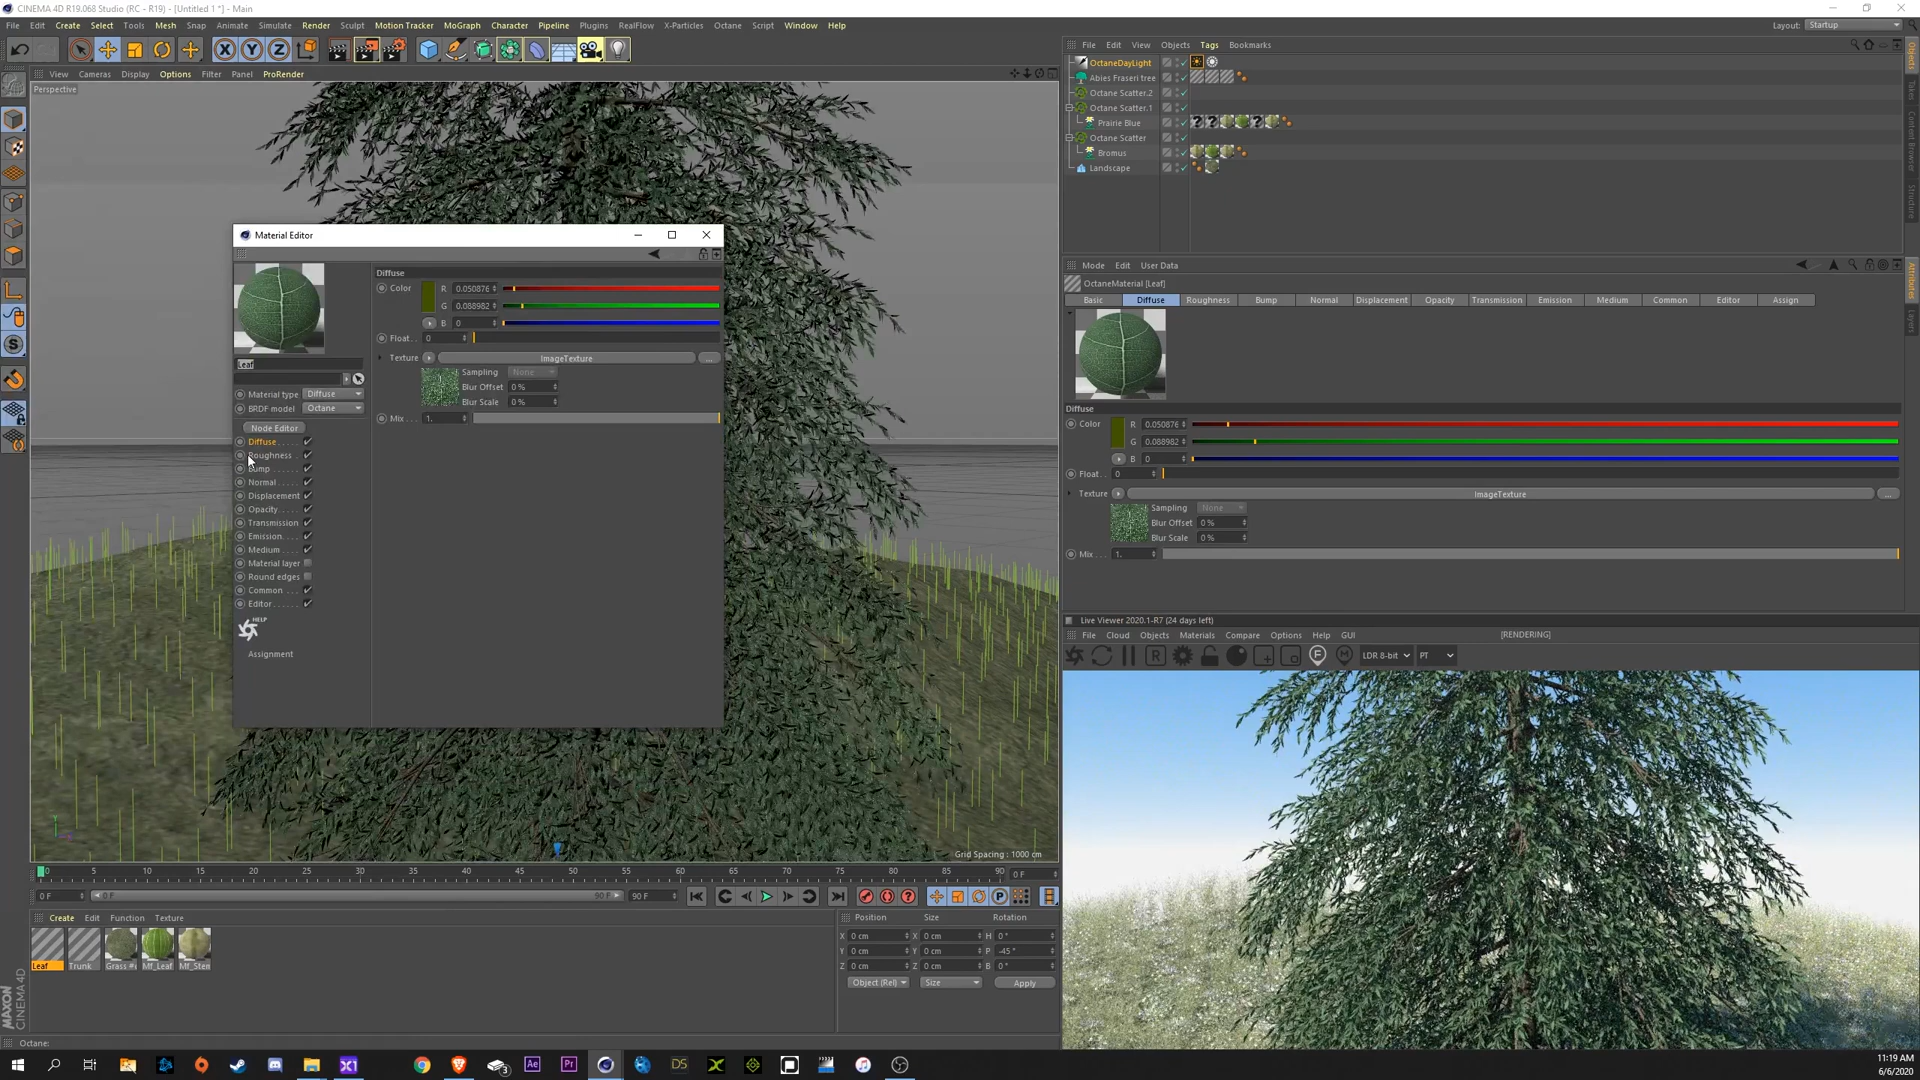 CINEMA 4D R19.068 Studio (RC - R19) - [Untitled 1 *] - Main
File Edit Create Select Tools Mesh Snap Animate Simulate Render Sculpt Motion Tracker MoGraph Character Pipeline Plugins RealFlow X-Particles Octane Script Window Help
Layout: Startup
View Cameras Display Options Filter Panel ProRender
Perspective
File Edit View Objects Tags Bookmarks
OctaneDayLight
Abies Fraseri tree
Octane Scatter.2
Octane Scatter.1
Prairie Blue
Octane Scatter
Bromus
Landscape
Objects
Takes
Content Browser
Structure
Material Editor
Leaf
Material type Diffuse
BRDF model Octane
Node Editor
Diffuse
Roughness
Bump
Normal
Displacement
Opacity
Transmission
Emission
Medium
Material layer
Round edges
Common
Editor
HELP
Assignment
Diffuse
Color R 0.050876
G 0.088982
B 0
Float 0
Texture ImageTexture ...
Sampling None
Blur Offset 0 %
Blur Scale 0 %
Mix 1.
Mode Edit User Data
OctaneMaterial [Leaf]
Basic Diffuse Roughness Bump Normal Displacement Opacity Transmission Emission Medium Common Editor Assign
Diffuse
Color R 0.050876
G 0.088982
B 0
Float 0
Texture ImageTexture ...
Sampling None
Blur Offset 0 %
Blur Scale 0 %
Mix 1.
Attributes
Layers
Live Viewer 2020.1-R7 (24 days left)
File Cloud Objects Materials Compare Options Help GUI [RENDERING]
LDR 8-bit PT
Grid Spacing : 1000 cm
0 5 10 15 20 25 30 35 40 45 50 55 60 65 70 75 80 85 90 0 F
0 F 0 F 90 F 90 F
Create Edit Function Texture
Leaf Trunk Grass Mf_Leaf Mf_Stem
Position Size Rotation
X 0 cm X 0 cm H 0 °
Y 0 cm Y 0 cm P -45 °
Z 0 cm Z 0 cm B 0 °
Object (Rel) Size Apply
MAXON
CINEMA 4D
Octane:
11:19 AM
6/6/2020